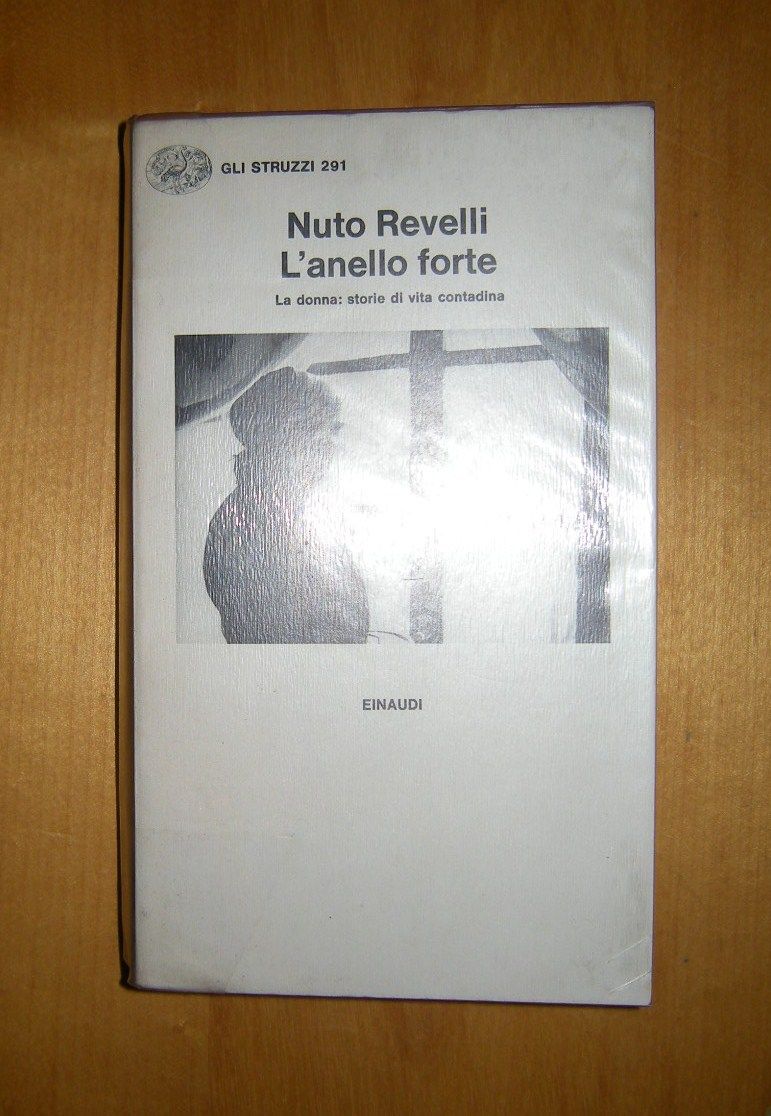 GLI STRUZZI 291
Nuto Revelli
L'anello forte
La donna: storie di vita contadina
EINAUDI